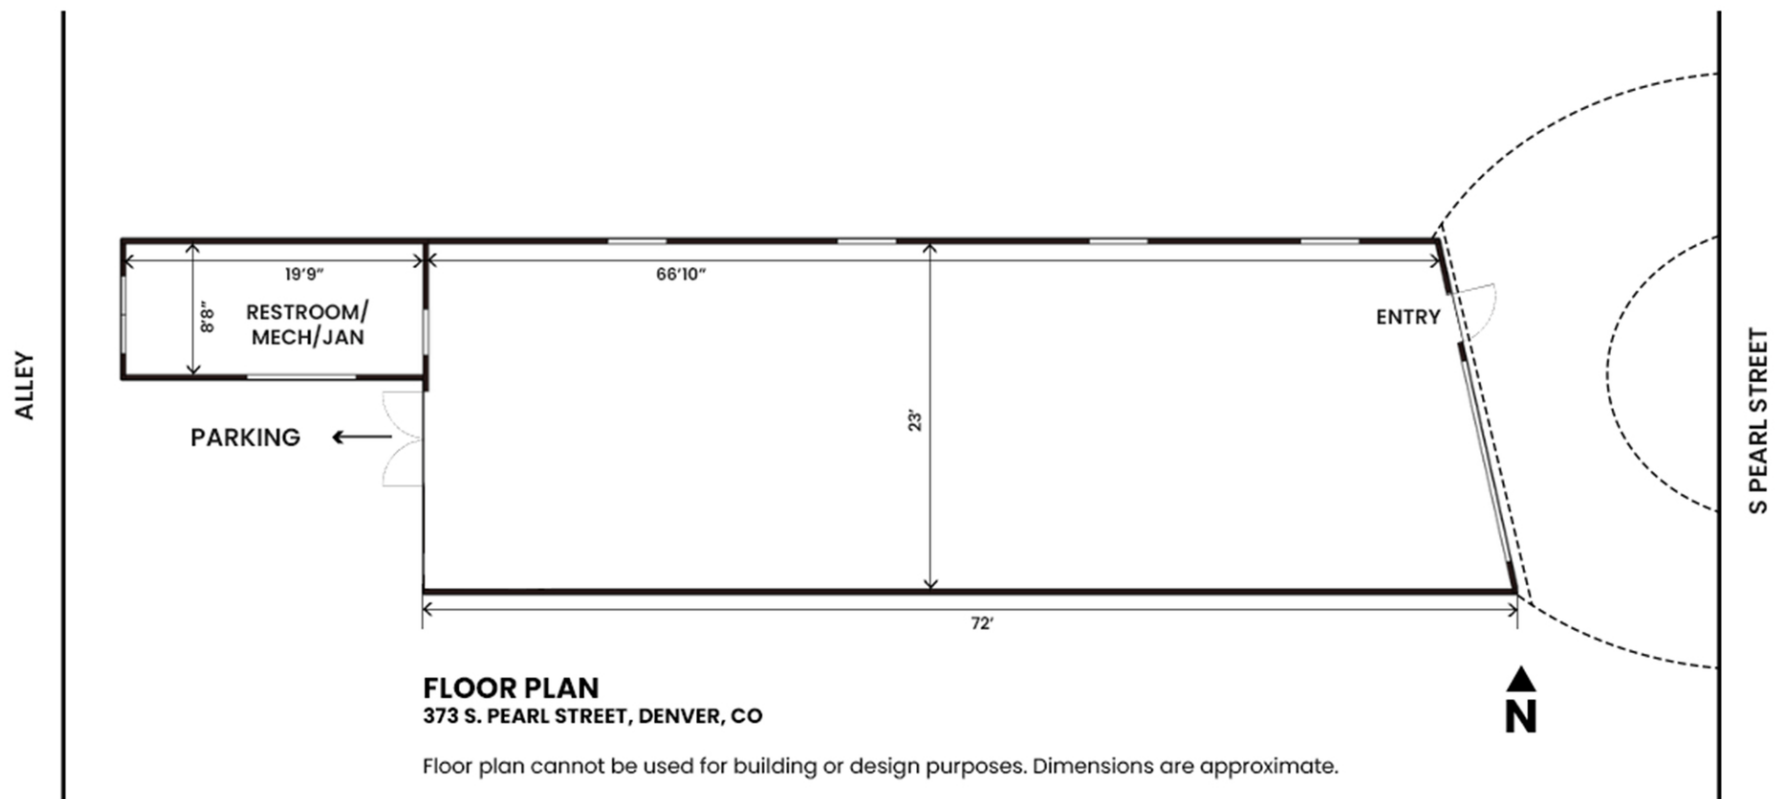 19'9”
66'10”
8'8”
RESTROOM/
MECH/JAN
ENTRY
ALLEY
S PEARL STREET
PARKING
23'
72'
FLOOR PLAN
373 S. PEARL STREET, DENVER, CO
N
Floor plan cannot be used for building or design purposes. Dimensions are approximate.